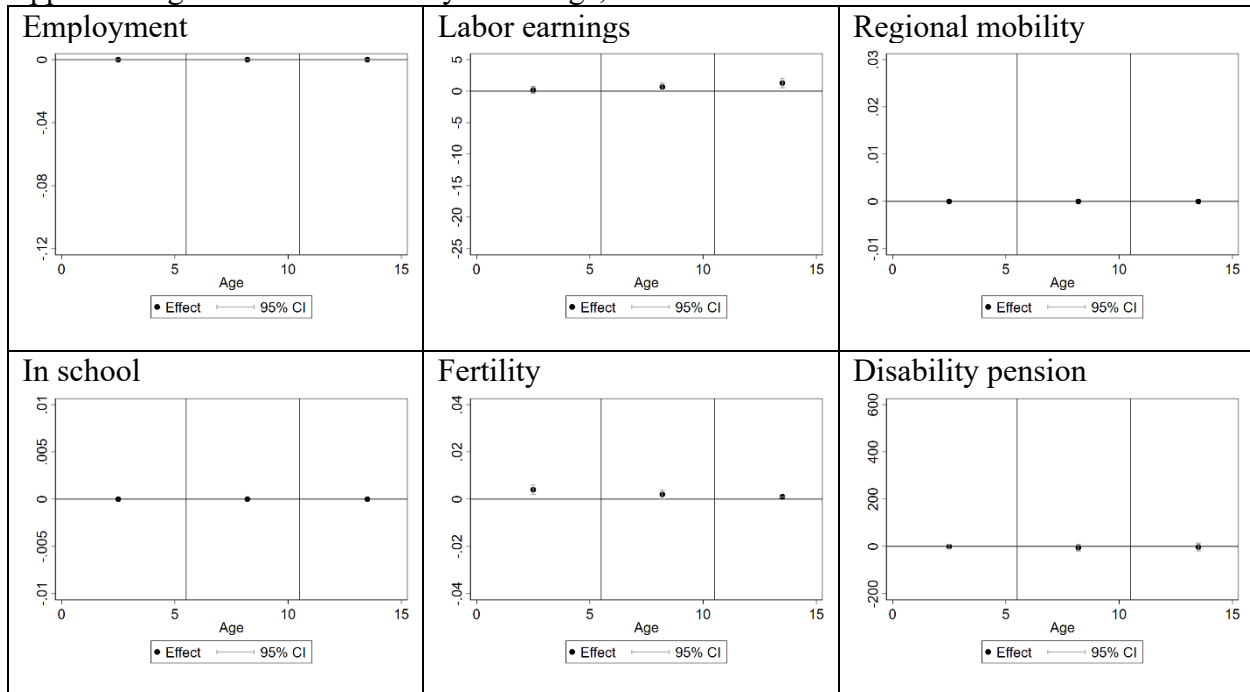 Employment
Labor earnings
Regional mobility
0
-.04
-.08
-.12
0 5 10 15
Age
Effect 95% CI
5
0
-5
-10
-15
-20
-25
0 5 10 15
Age
Effect 95% CI
.03
.02
.01
0
-.01
0 5 10 15
Age
Effect 95% CI
In school
Fertility
Disability pension
.01
.005
0
-.005
-.01
0 5 10 15
Age
Effect 95% CI
.04
.02
0
-.02
-.04
0 5 10 15
Age
Effect 95% CI
600
400
200
0
-200
0 5 10 15
Age
Effect 95% CI